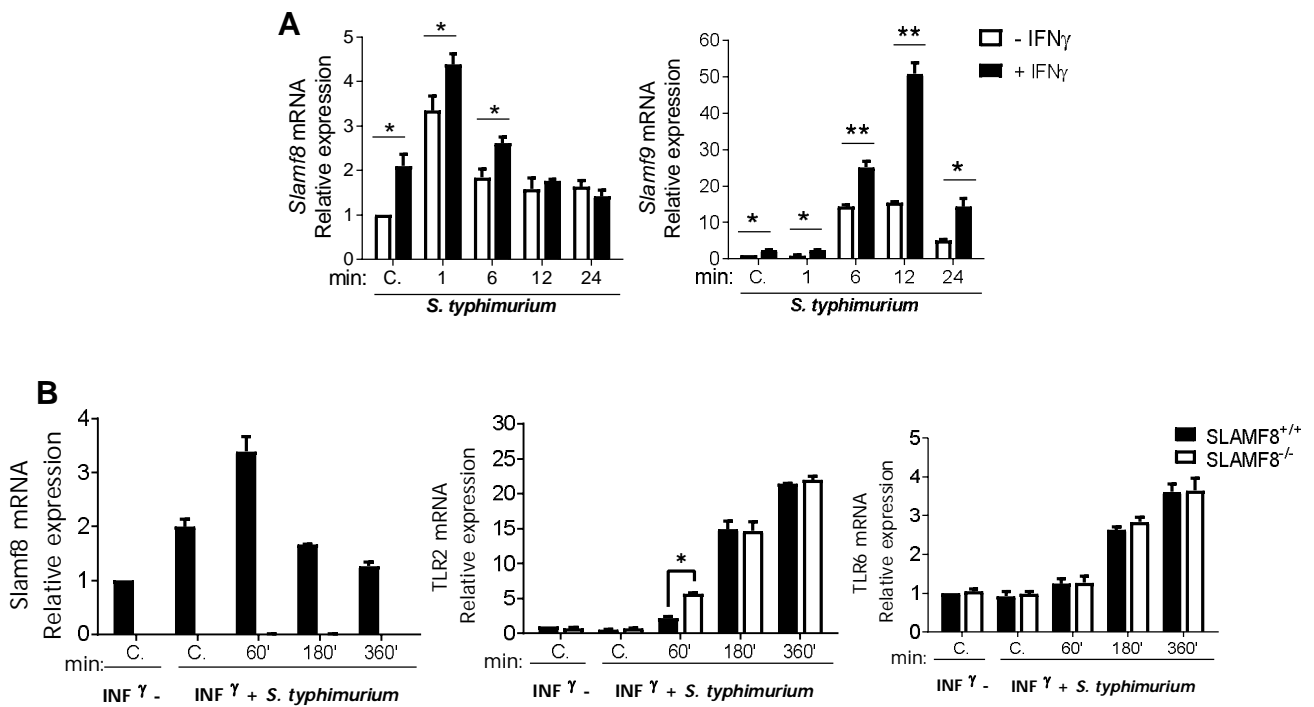 A
Slamf8 mRNA
Relative expression
5
4
3
2
1
0
*
*
*
min: C. 1 6 12 24
S. typhimurium
Slamf9 mRNA
Relative expression
60
50
40
30
20
10
0
*
*
**
**
*
min: C. 1 6 12 24
S. typhimurium
- IFNγ
+ IFNγ
B
Slamf8 mRNA
Relative expression
4
3
2
1
0
min: C. C. 60' 180' 360'
INF γ - INF γ + S. typhimurium
TLR2 mRNA
Relative expression
30
25
20
15
10
5
0
*
min: C. C. 60' 180' 360'
INF γ - INF γ + S. typhimurium
TLR6 mRNA
Relative expression
5
4
3
2
1
0
min: C. C. 60' 180' 360'
INF γ - INF γ + S. typhimurium
SLAMF8+/+
SLAMF8-/-